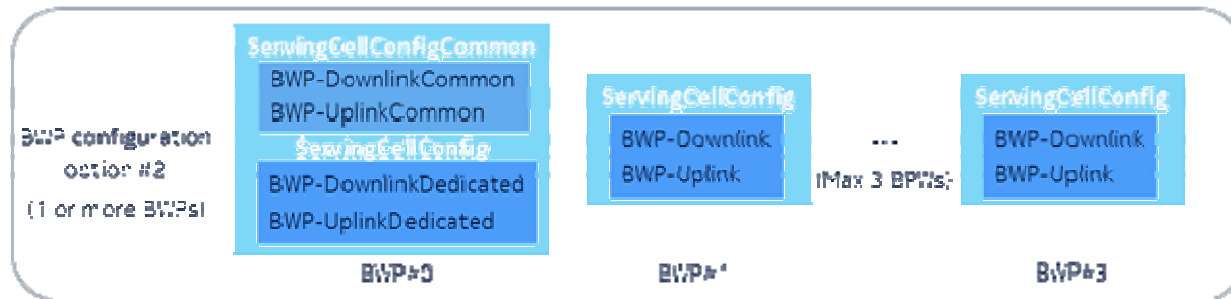 BWP configuration
option #2
(1 or more BWPs)
ServingCellConfigCommon
BWP-DownlinkCommon
BWP-UplinkCommon
ServingCellConfig
BWP-DownlinkDedicated
BWP-UplinkDedicated
BWP#0
ServingCellConfig
BWP-Downlink
BWP-Uplink
BWP#1
...
(Max 3 BPWs)
ServingCellConfig
BWP-Downlink
BWP-Uplink
BWP#3